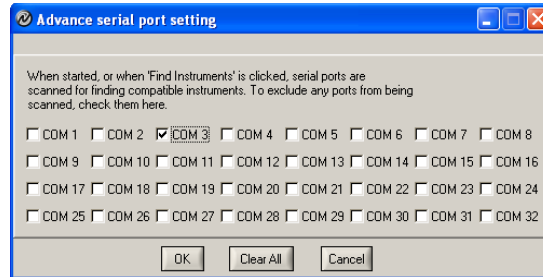 Advance serial port setting
When started, or when 'Find Instruments' is clicked, serial ports are
scanned for finding compatible instruments. To exclude any ports from being
scanned, check them here.
COM 1 COM 2 COM 3 COM 4 COM 5 COM 6 COM 7 COM 8
COM 9 COM 10 COM 11 COM 12 COM 13 COM 14 COM 15 COM 16
COM 17 COM 18 COM 19 COM 20 COM 21 COM 22 COM 23 COM 24
COM 25 COM 26 COM 27 COM 28 COM 29 COM 30 COM 31 COM 32
OK Clear All Cancel